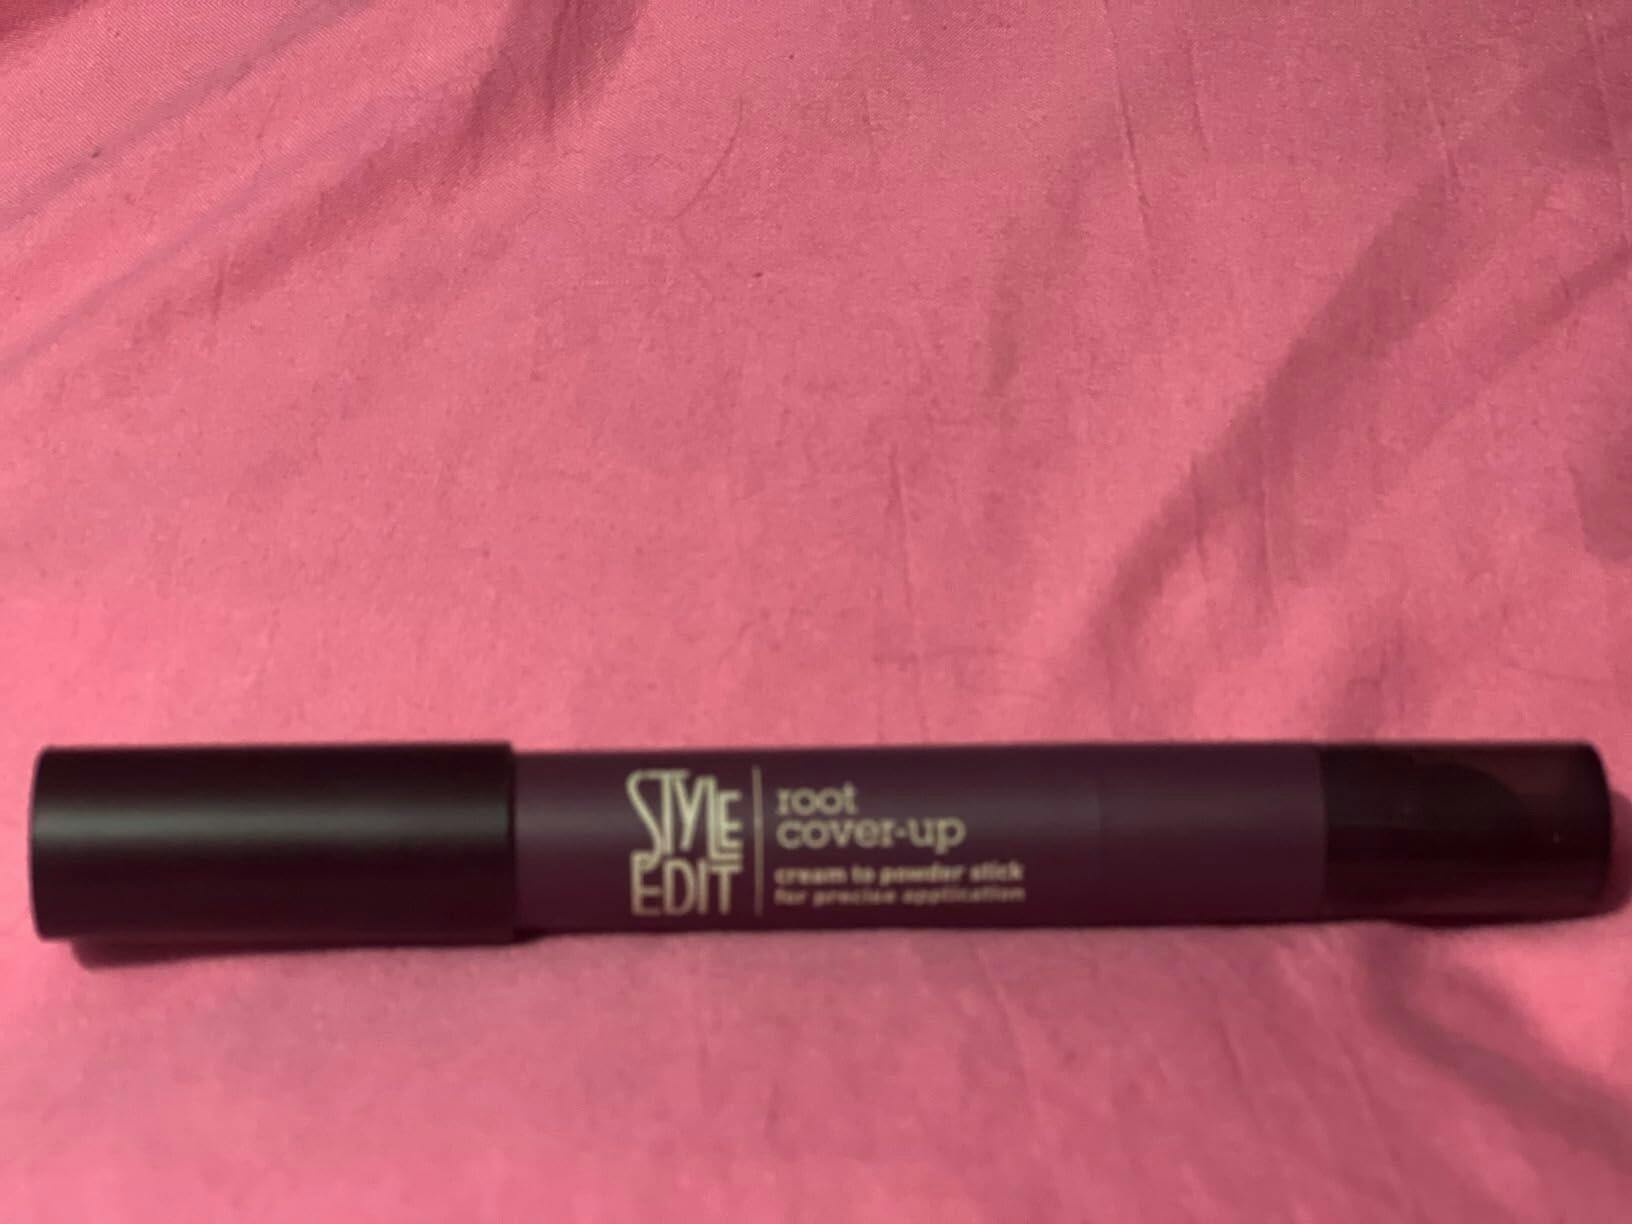 STYLE
EDIT
root
cover-up
cream to powder stick
for precise application